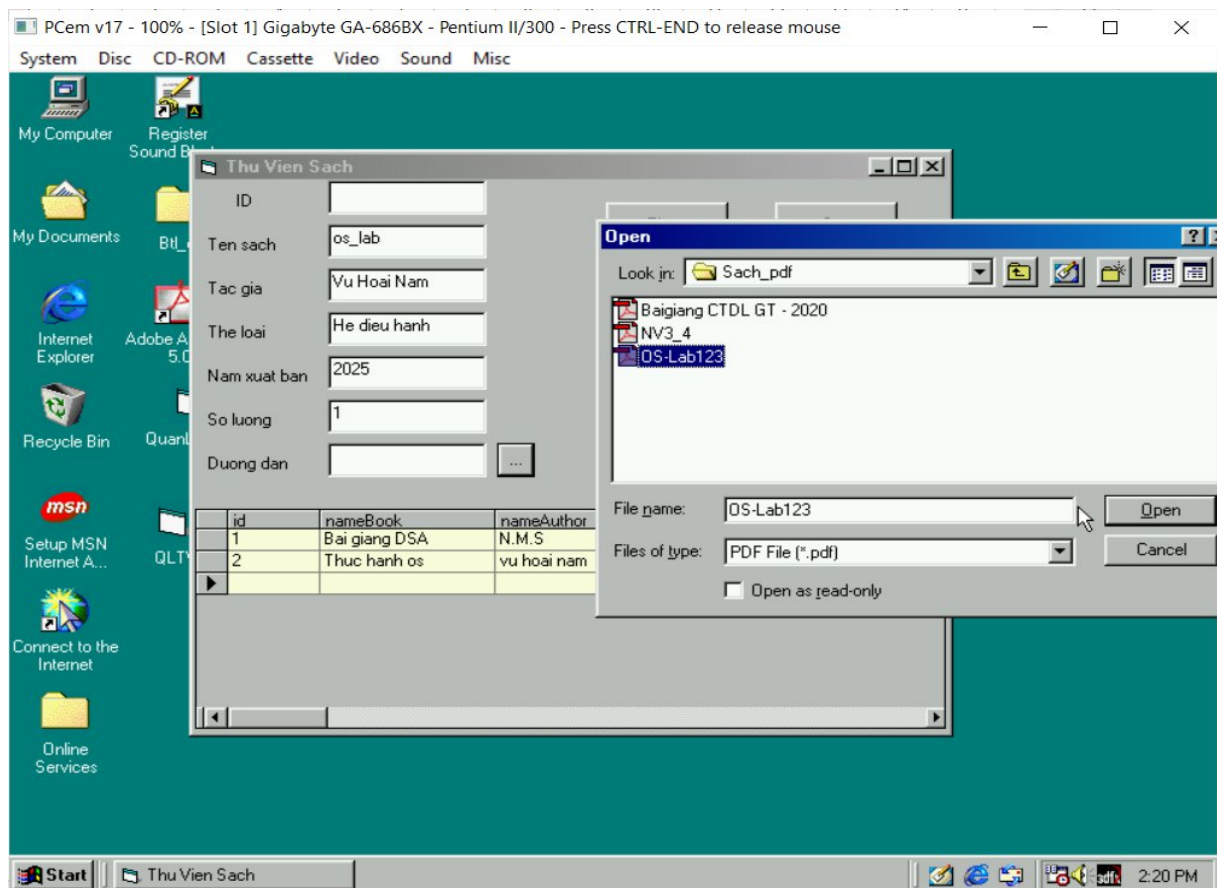 PCem v17 - 100% - [Slot 1] Gigabyte GA-686BX - Pentium II/300 - Press CTRL-END to release mouse
System Disc CD-ROM Cassette Video Sound Misc
My Computer
Register
Sound
My Documents
Internet
Explorer
Adobe A
5.0
Recycle Bin
Quan
msn
Setup MSN
Internet A...
Connect to the
Internet
Online
Services
Thu Vien Sach
ID
Ten sach os_lab
Tac gia Vu Hoai Nam
The loai He dieu hanh
Nam xuat ban 2025
So luong 1
Duong dan ...
id nameBook nameAuthor
1 Bai giang DSA N.M.S
2 Thuc hanh os vu hoai nam
Open
Look in: Sach_pdf
Baigiang CTDL GT - 2020
NV3_4
OS-Lab123
File name: OS-Lab123 Open
Files of type: PDF File (*.pdf) Cancel
Open as read-only
Start Thu Vien Sach 2:20 PM